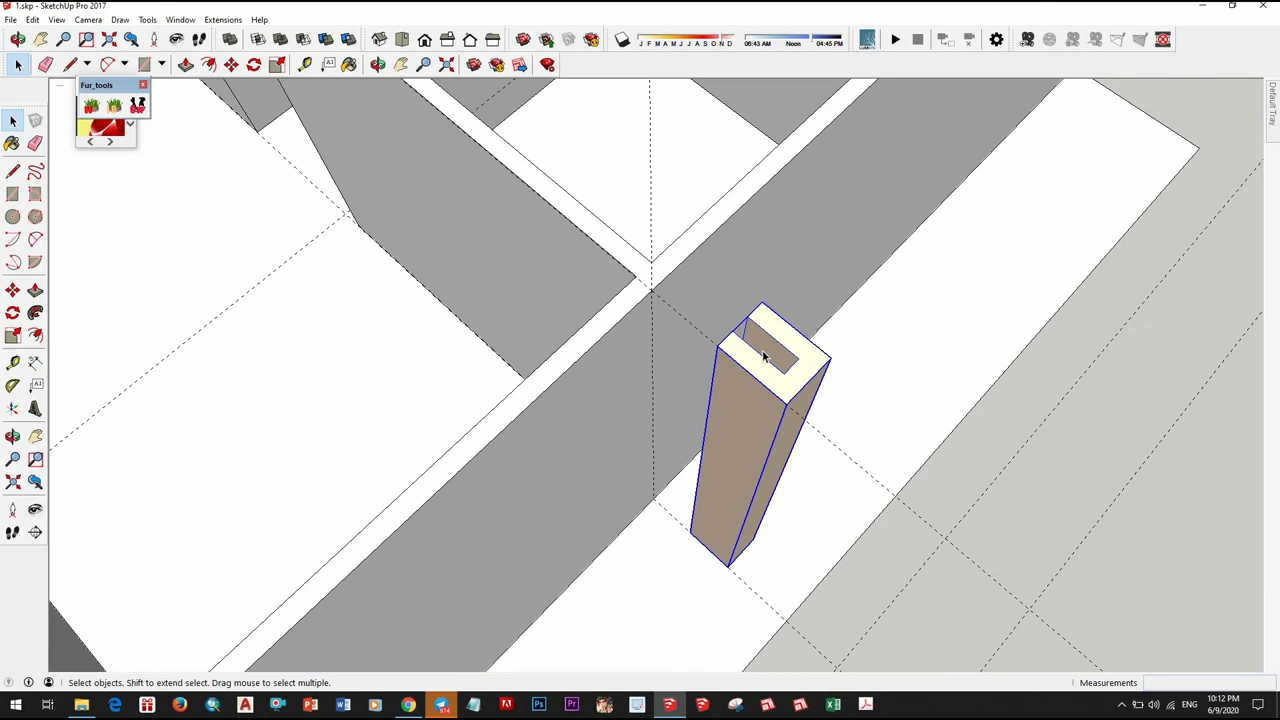 1.skp - SketchUp Pro 2017
File Edit View Camera Draw Tools Window Extensions Help
J F M A M J J A S O N D 06:43 AM Noon 04:45 PM
Fur_tools
Default Tray
Select objects. Shift to extend select. Drag mouse to select multiple.
Measurements
ENG
10:12 PM
6/9/2020